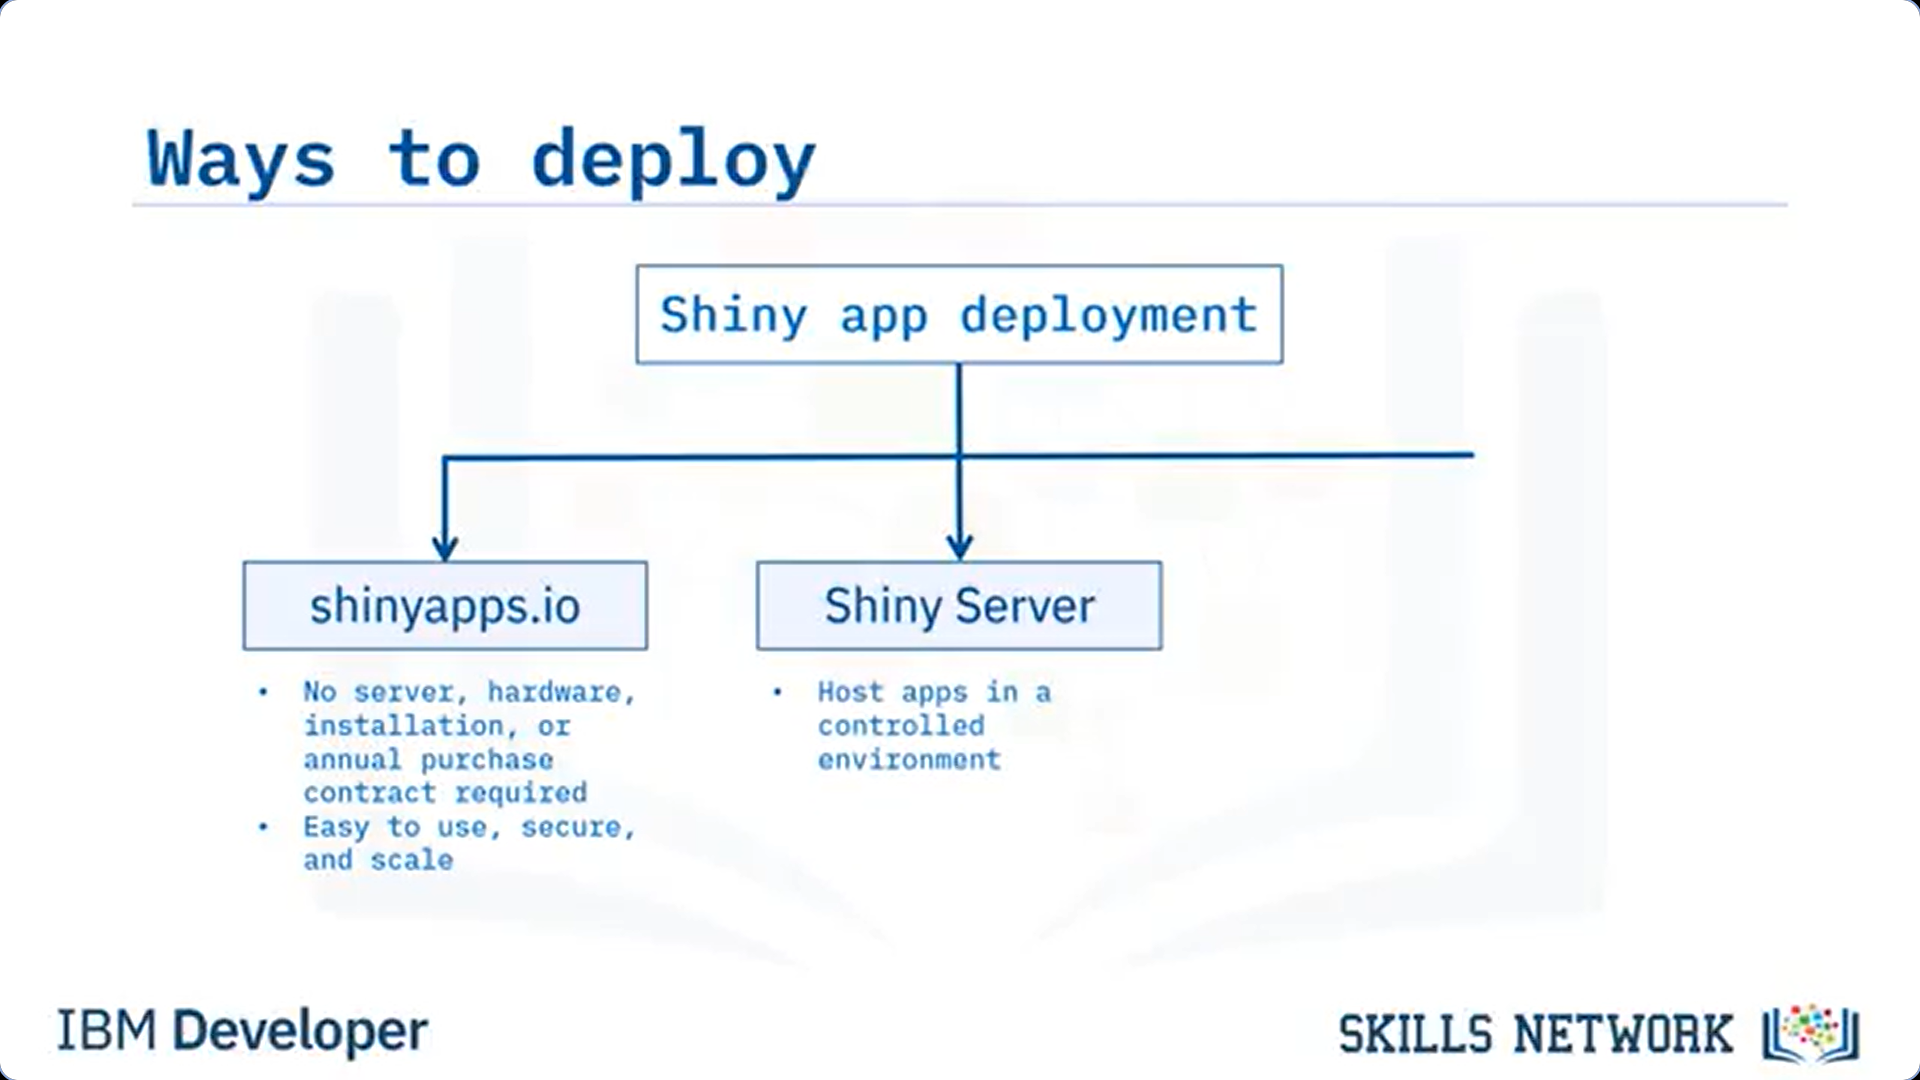 Ways to deploy
Shiny app deployment
shinyapps.io
• No server, hardware,
installation, or
annual purchase
contract required
• Easy to use, secure,
and scale
Shiny Server
• Host apps in a
controlled
environment
IBM Developer
SKILLS NETWORK